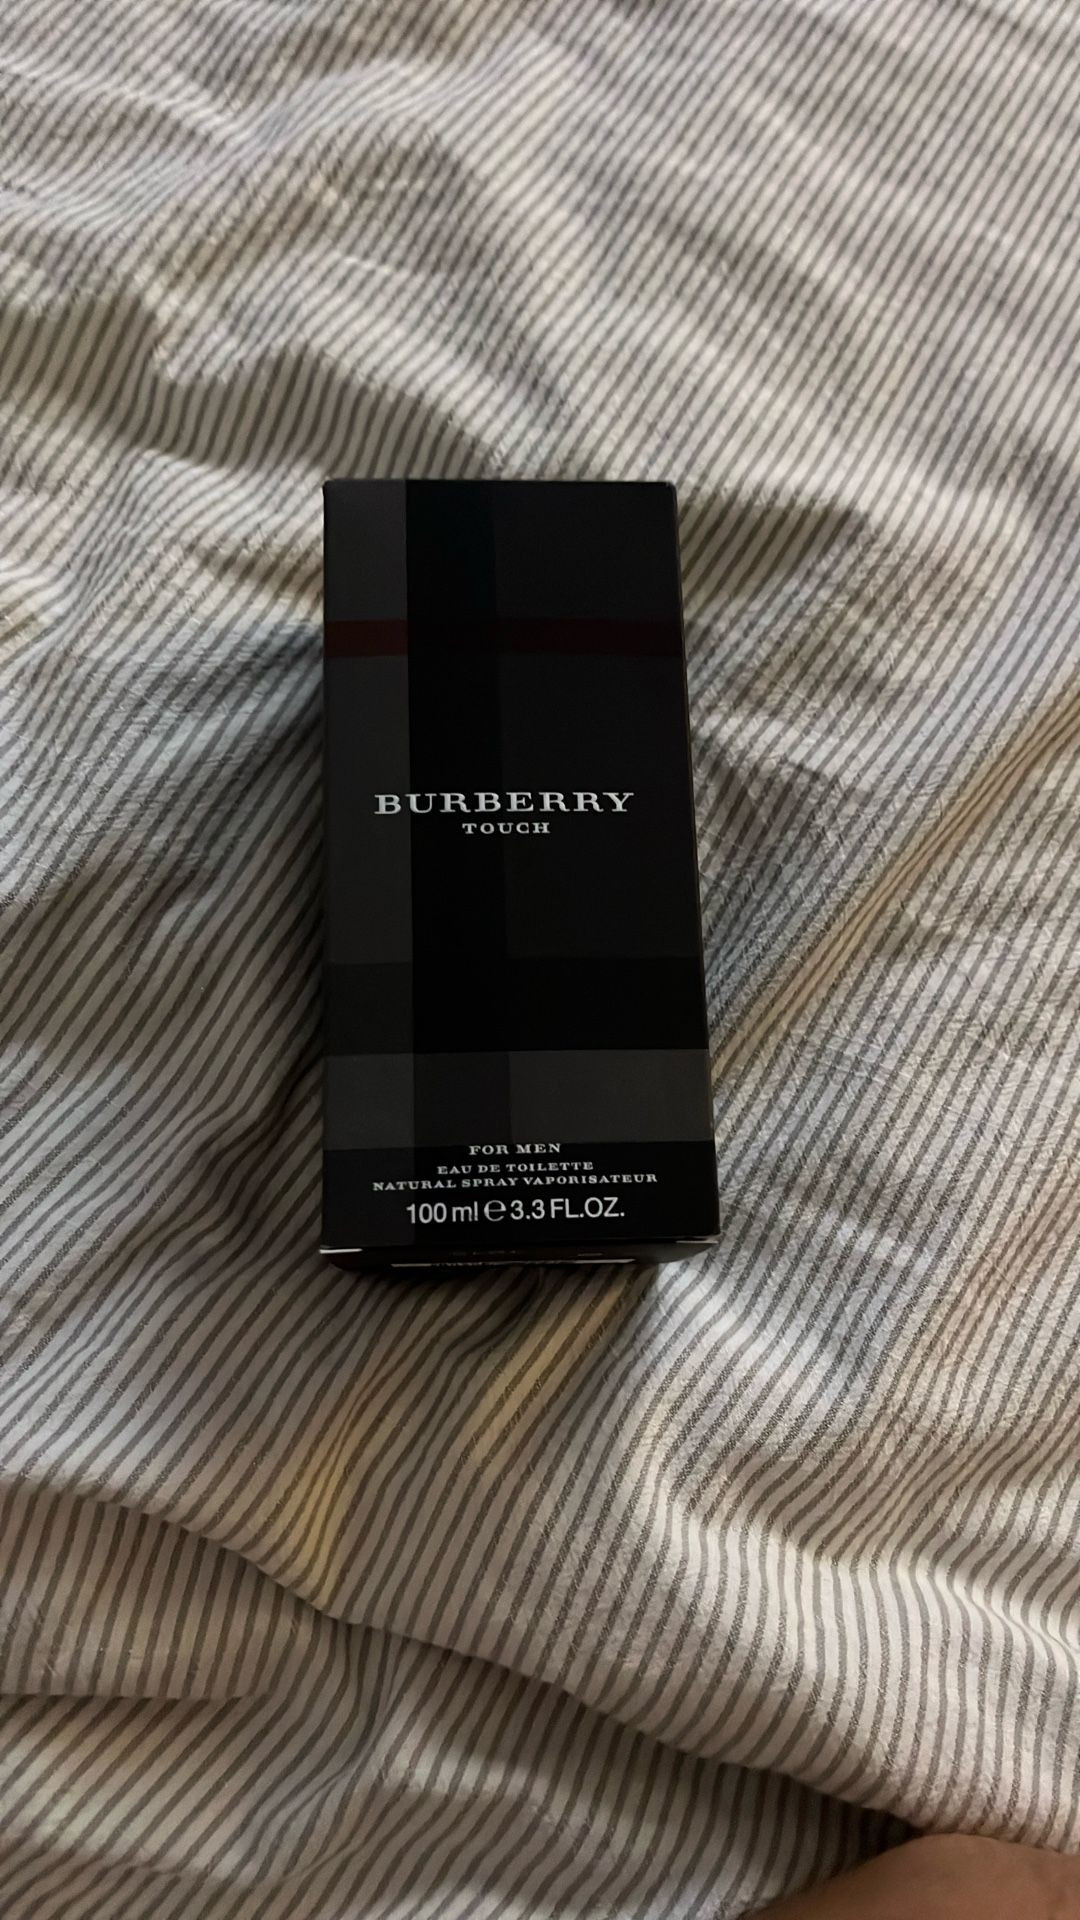 BURBERRY
TOUCH
FOR MEN
EAU DE TOILETTE
NATURAL SPRAY VAPORISATEUR
100 ml ℮ 3.3 FL.OZ.